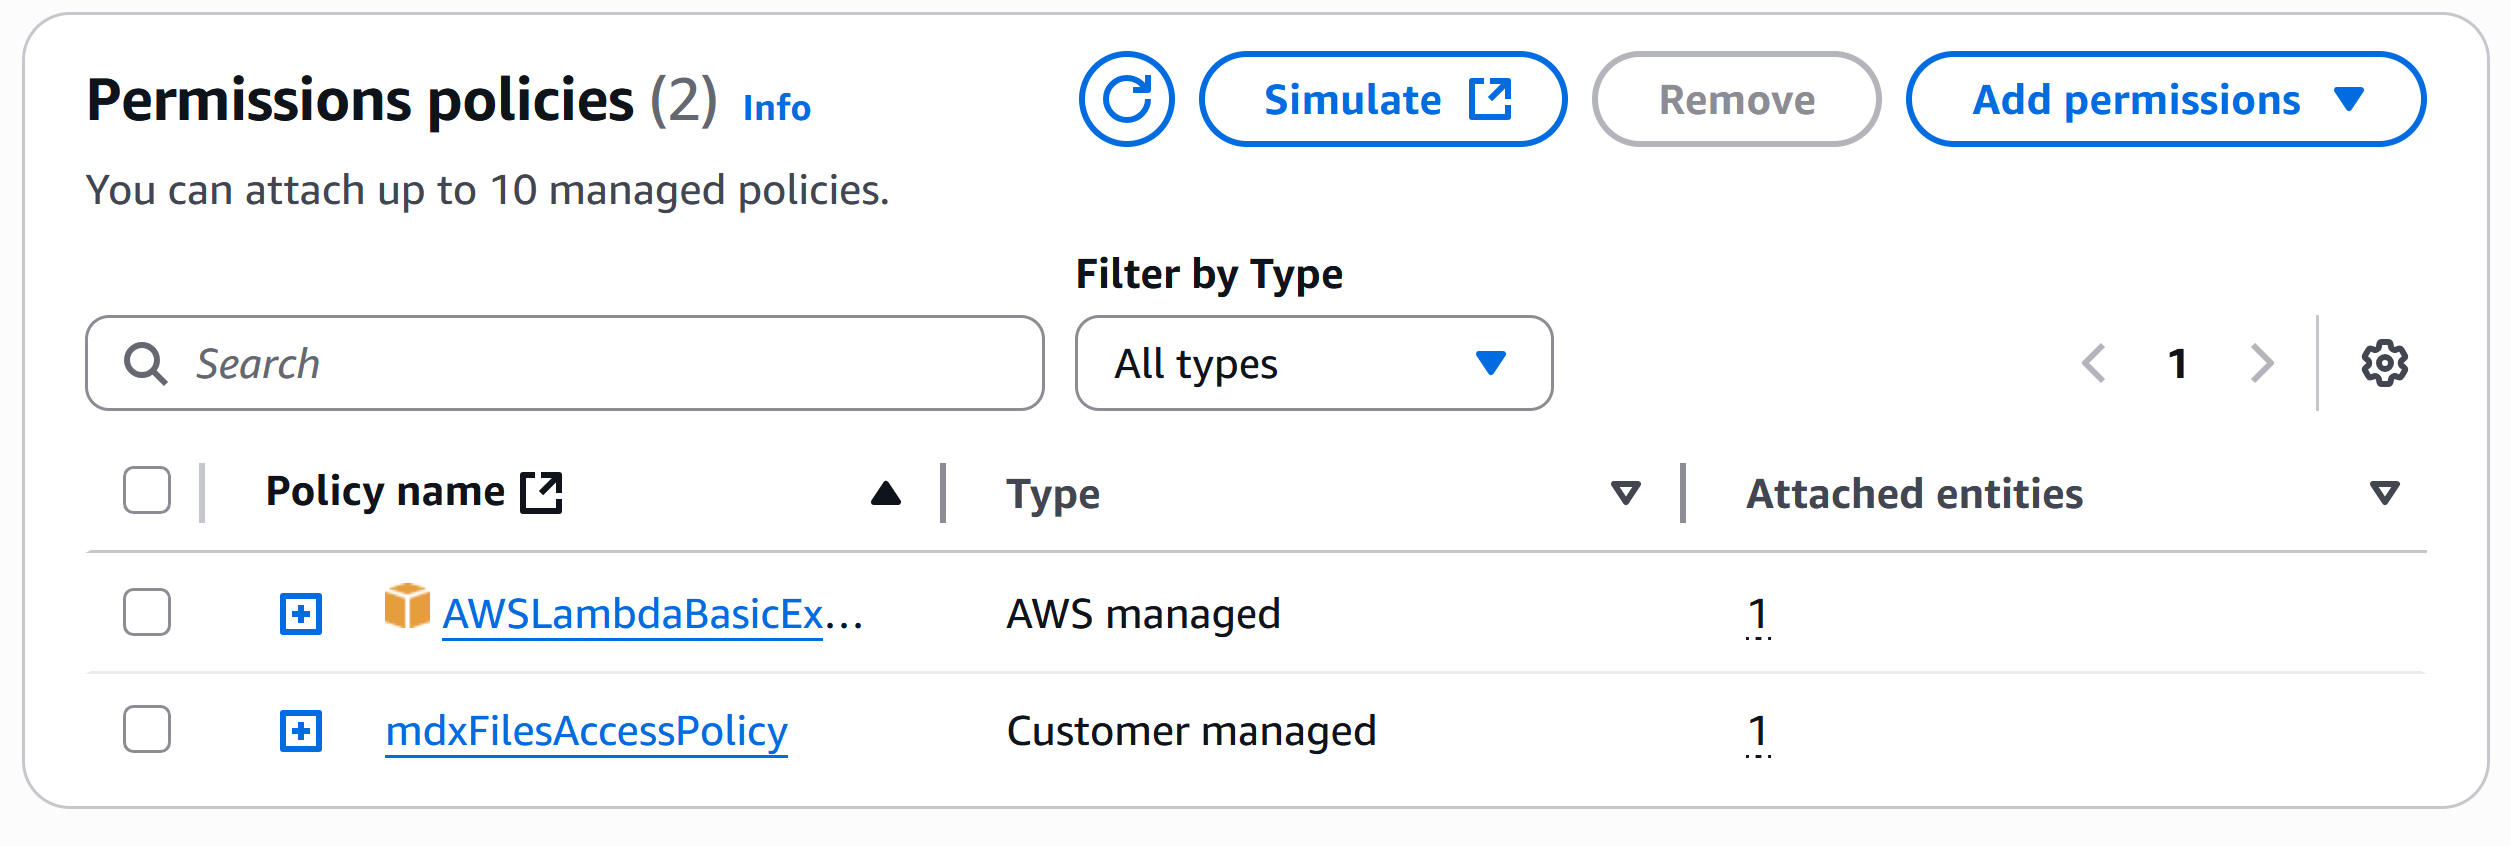 Permissions policies (2) Info
Simulate
Remove
Add permissions
You can attach up to 10 managed policies.
Filter by Type
Search
All types
1
Policy name
Type
Attached entities
AWSLambdaBasicEx...
AWS managed
1
mdxFilesAccessPolicy
Customer managed
1